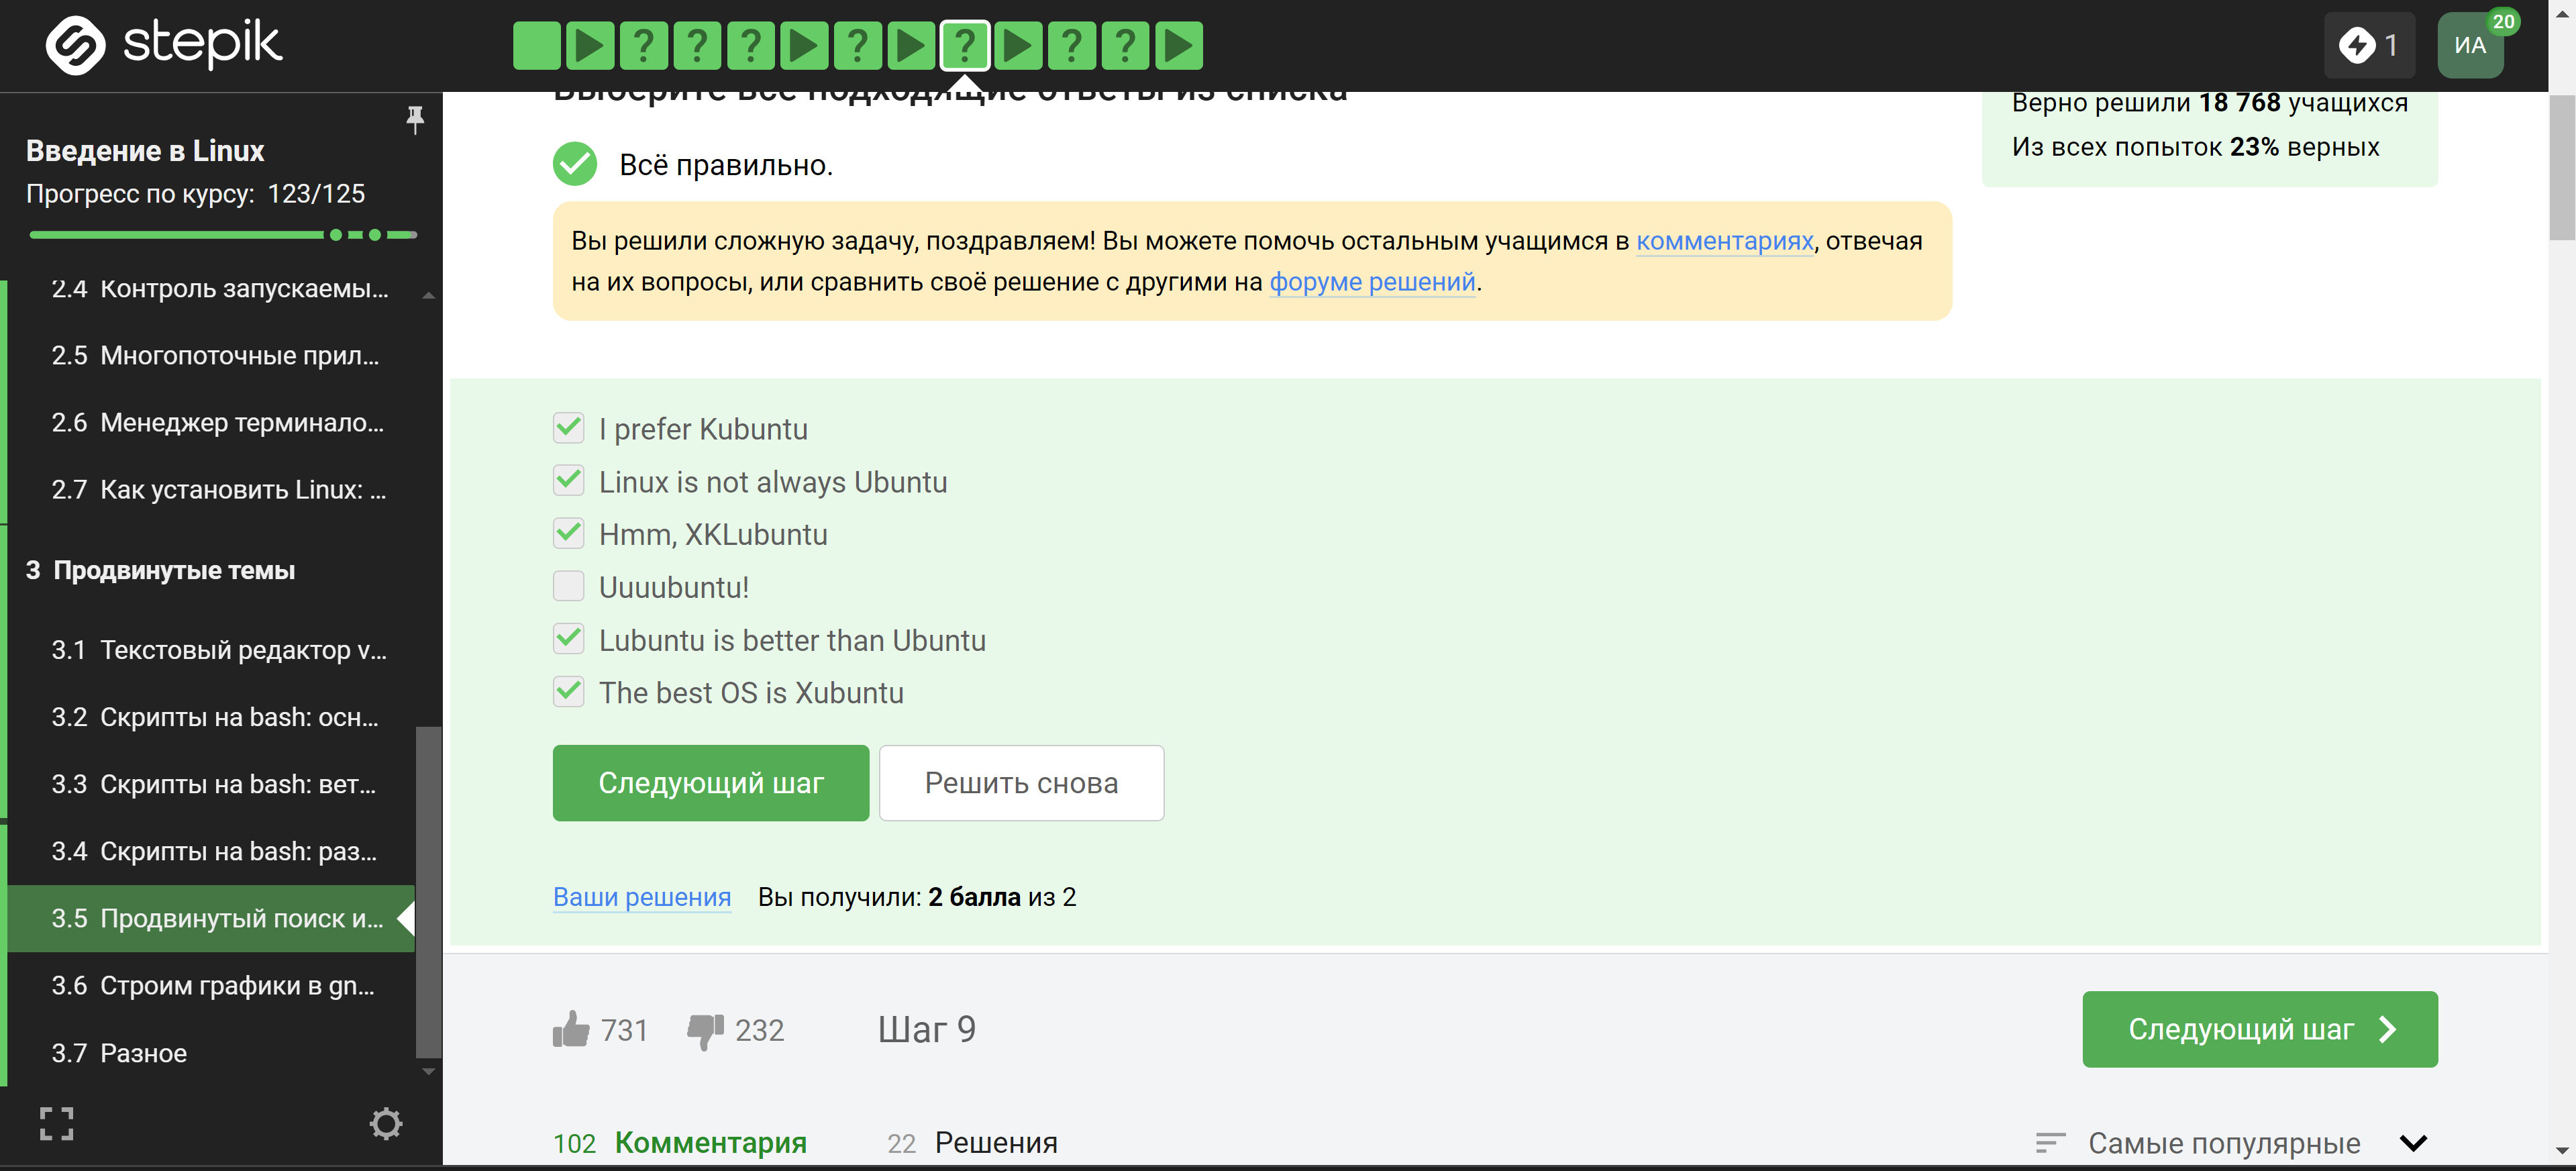 stepik
? ? ? ? ? ? ?
1
ИА
20
Введение в Linux
Прогресс по курсу: 123/125
2.4 Контроль запускаемы...
2.5 Многопоточные прил...
2.6 Менеджер терминало...
2.7 Как установить Linux: ...
3 Продвинутые темы
3.1 Текстовый редактор v...
3.2 Скрипты на bash: осн...
3.3 Скрипты на bash: вет...
3.4 Скрипты на bash: раз...
3.5 Продвинутый поиск и...
3.6 Строим графики в gn...
3.7 Разное
Выберите все подходящие ответы из списка
Всё правильно.
Верно решили 18 768 учащихся
Из всех попыток 23% верных
Вы решили сложную задачу, поздравляем! Вы можете помочь остальным учащимся в комментариях, отвечая
на их вопросы, или сравнить своё решение с другими на форуме решений.
I prefer Kubuntu
Linux is not always Ubuntu
Hmm, XKLubuntu
Uuuubuntu!
Lubuntu is better than Ubuntu
The best OS is Xubuntu
Следующий шаг
Решить снова
Ваши решения Вы получили: 2 балла из 2
731 232 Шаг 9
Следующий шаг
102 Комментария 22 Решения
Самые популярные